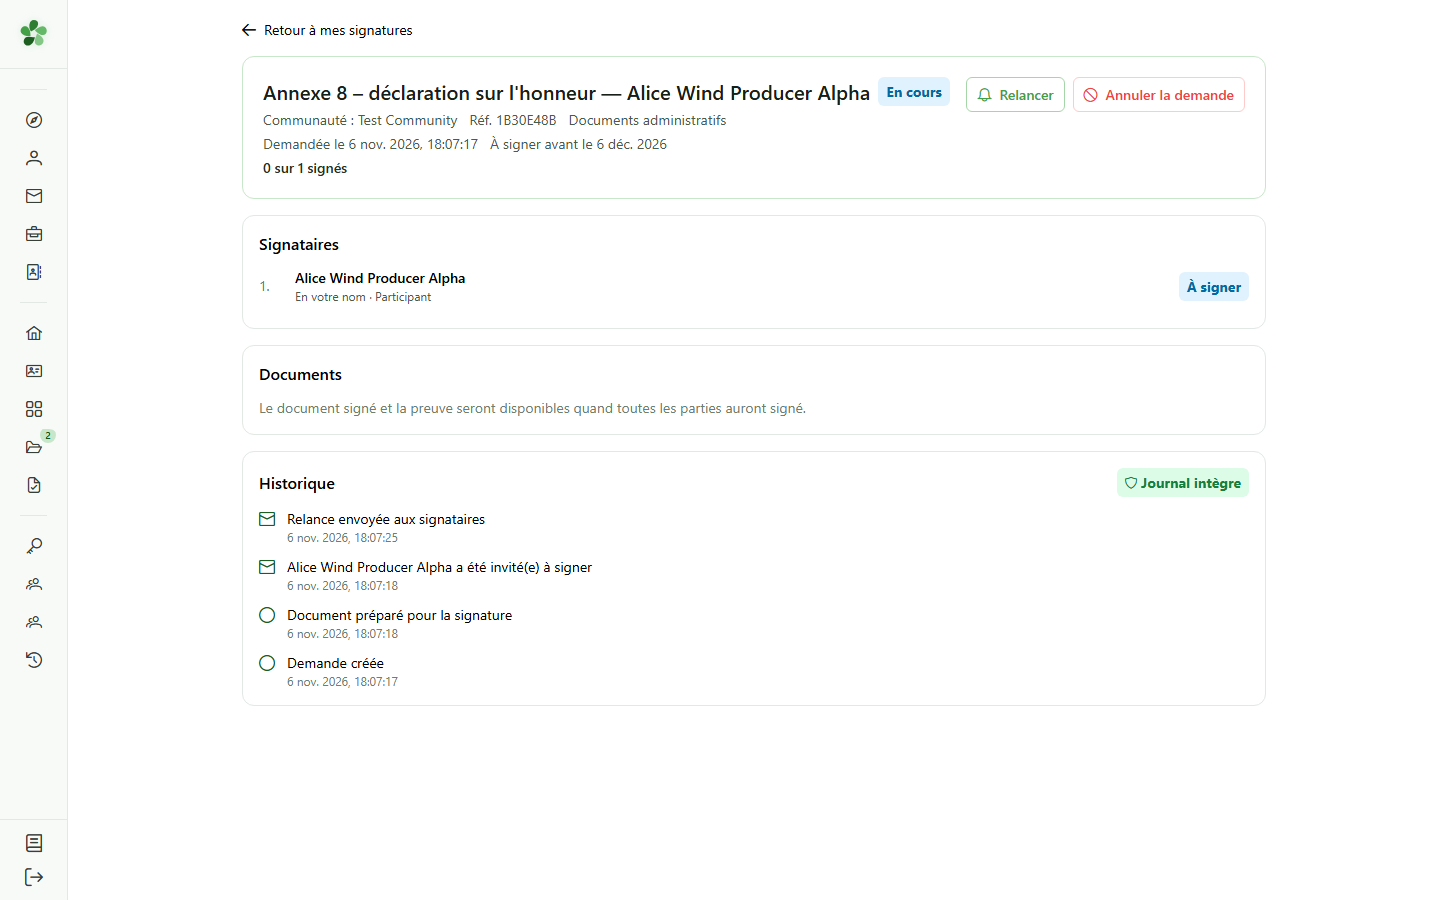 Retour à mes signatures
Annexe 8 – déclaration sur l'honneur — Alice Wind Producer Alpha
En cours
Relancer
Annuler la demande
Communauté : Test Community Réf. 1B30E48B Documents administratifs
Demandée le 6 nov. 2026, 18:07:17 À signer avant le 6 déc. 2026
0 sur 1 signés
Signataires
1.
Alice Wind Producer Alpha
En votre nom · Participant
À signer
Documents
Le document signé et la preuve seront disponibles quand toutes les parties auront signé.
2
Historique
Journal intègre
Relance envoyée aux signataires
6 nov. 2026, 18:07:25
Alice Wind Producer Alpha a été invité(e) à signer
6 nov. 2026, 18:07:18
Document préparé pour la signature
6 nov. 2026, 18:07:18
Demande créée
6 nov. 2026, 18:07:17